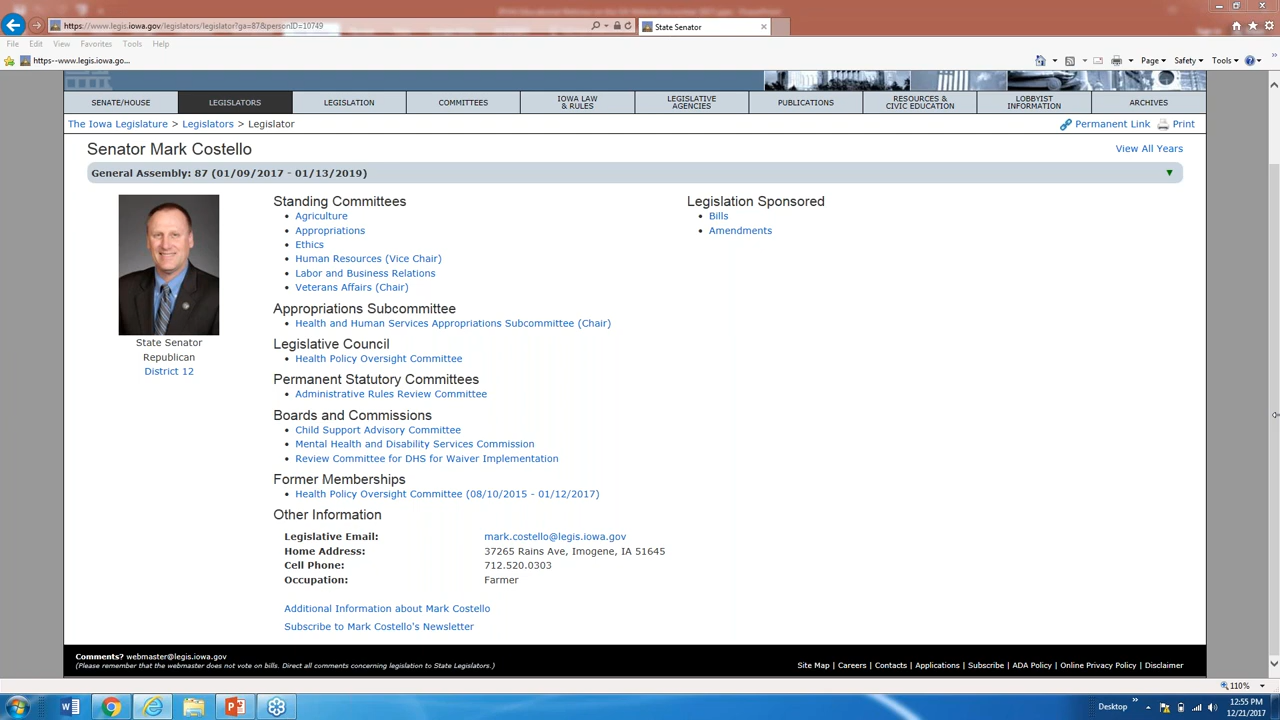 https://www.legis.iowa.gov/legislators/legislator?ga=87&personID=10749
State Senator
File Edit View Favorites Tools Help
https--www.legis.iowa.go...
Page Safety Tools
SENATE/HOUSE
LEGISLATORS
LEGISLATION
COMMITTEES
IOWA LAW
& RULES
LEGISLATIVE
AGENCIES
PUBLICATIONS
RESOURCES &
CIVIC EDUCATION
LOBBYIST
INFORMATION
ARCHIVES
The Iowa Legislature > Legislators > Legislator
Permanent Link Print
Senator Mark Costello
View All Years
General Assembly: 87 (01/09/2017 - 01/13/2019)
State Senator
Republican
District 12
Standing Committees
• Agriculture
• Appropriations
• Ethics
• Human Resources (Vice Chair)
• Labor and Business Relations
• Veterans Affairs (Chair)
Appropriations Subcommittee
• Health and Human Services Appropriations Subcommittee (Chair)
Legislative Council
• Health Policy Oversight Committee
Permanent Statutory Committees
• Administrative Rules Review Committee
Boards and Commissions
• Child Support Advisory Committee
• Mental Health and Disability Services Commission
• Review Committee for DHS for Waiver Implementation
Former Memberships
• Health Policy Oversight Committee (08/10/2015 - 01/12/2017)
Other Information
Legislative Email: mark.costello@legis.iowa.gov
Home Address: 37265 Rains Ave, Imogene, IA 51645
Cell Phone: 712.520.0303
Occupation: Farmer
Additional Information about Mark Costello
Subscribe to Mark Costello's Newsletter
Legislation Sponsored
• Bills
• Amendments
Comments? webmaster@legis.iowa.gov
(Please remember that the webmaster does not vote on bills. Direct all comments concerning legislation to State Legislators.)
Site Map | Careers | Contacts | Applications | Subscribe | ADA Policy | Online Privacy Policy | Disclaimer
110%
Desktop
12:55 PM
12/21/2017